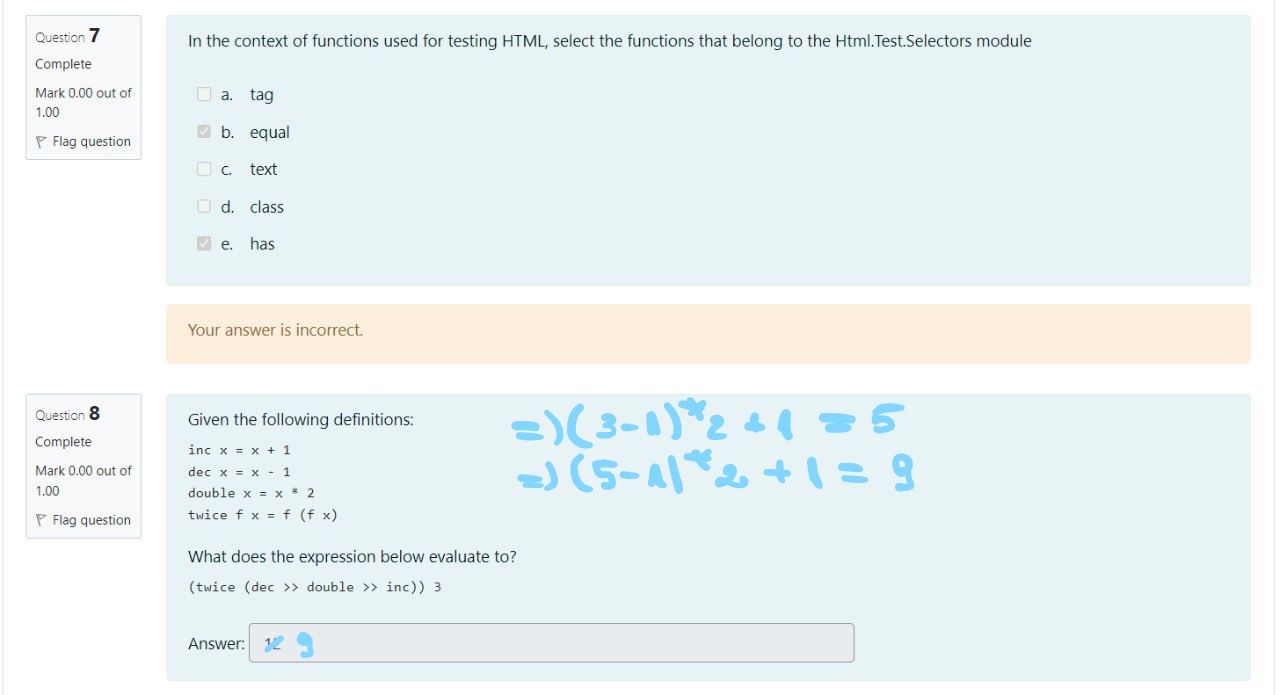 Question 7
Complete
Mark 0.00 out of
1.00
Flag question
In the context of functions used for testing HTML, select the functions that belong to the Html.Test.Selectors module
a. tag
b. equal
c. text
d. class
e. has
Your answer is incorrect.
Question 8
Complete
Mark 0.00 out of
1.00
Flag question
Given the following definitions:
inc x = x + 1
dec x = x - 1
double x = x * 2
twice f x = f (f x)
=)(3-1)*2+1=5
=)(5-1)*2+1=9
What does the expression below evaluate to?
(twice (dec >> double >> inc)) 3
Answer: 12 9